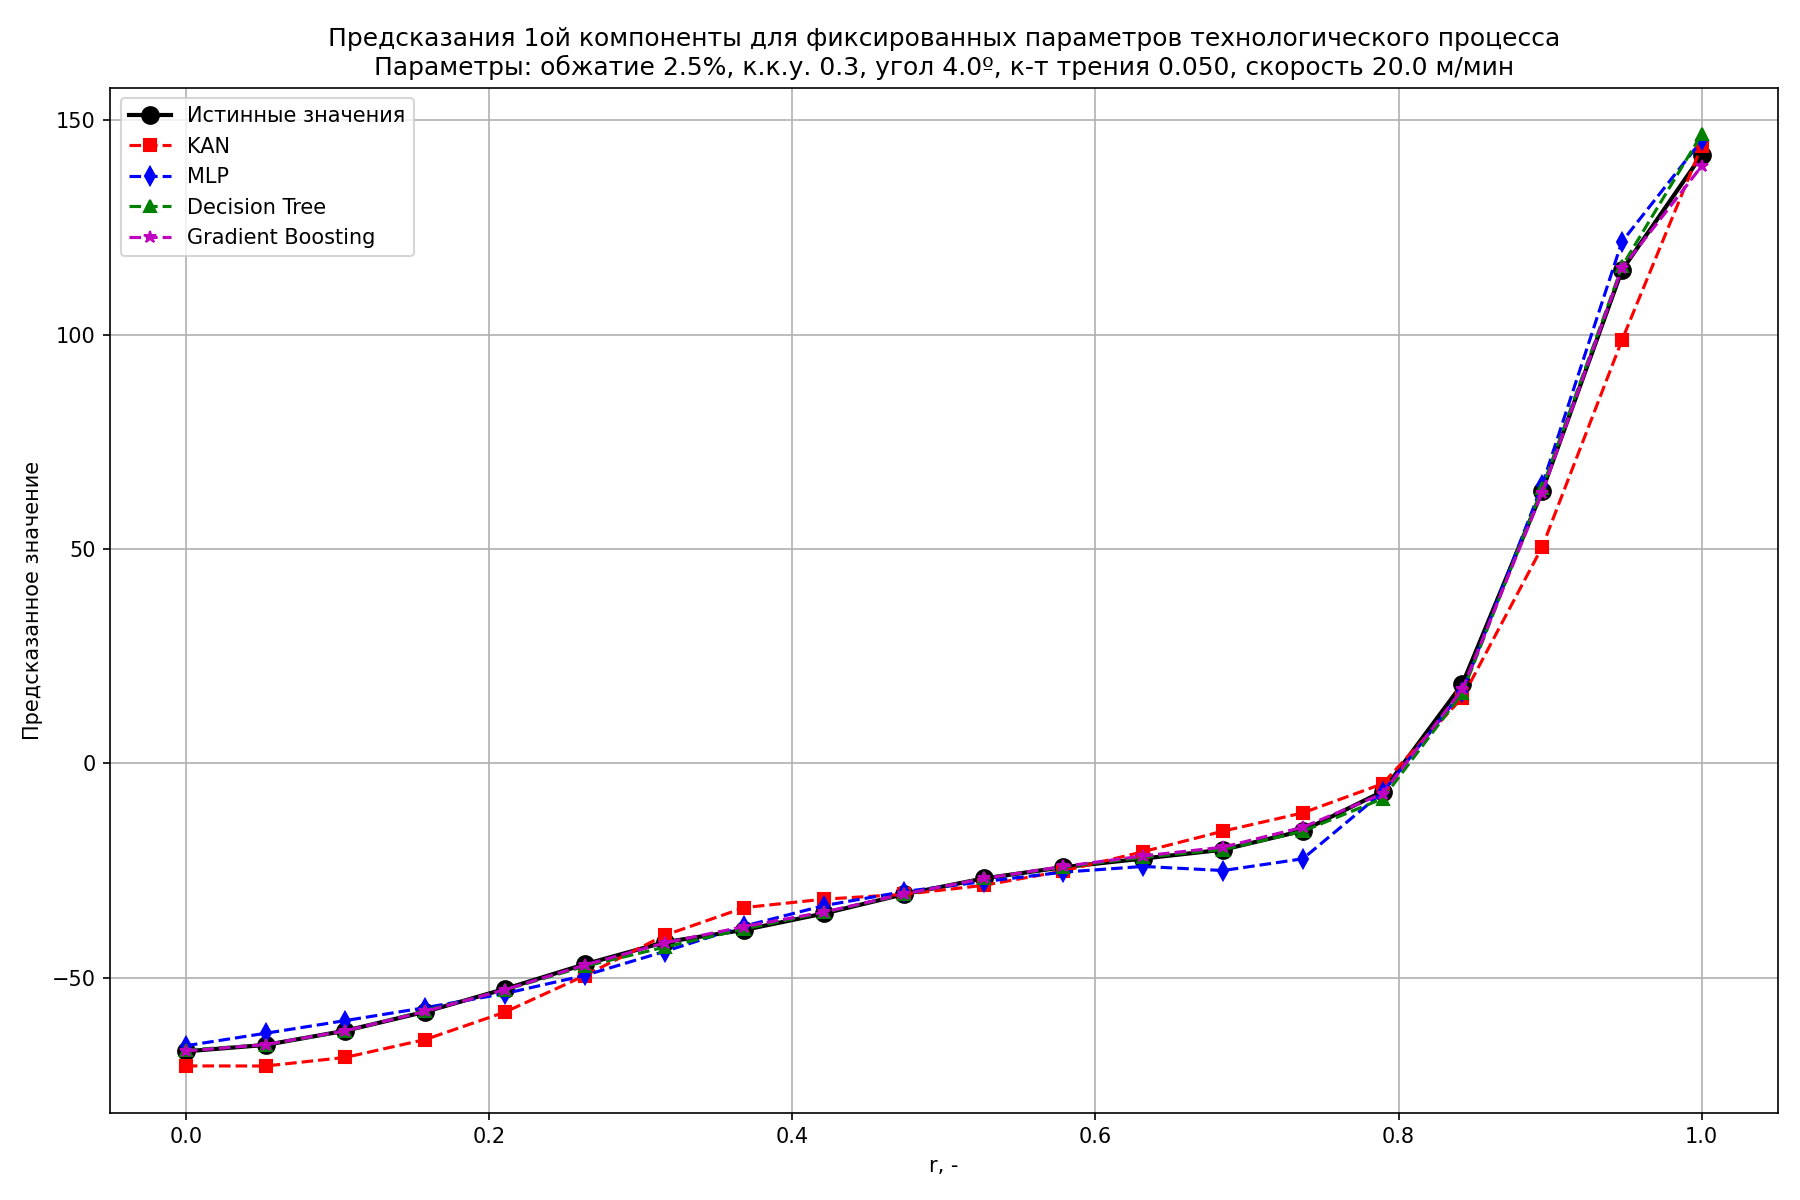 Предсказания 1ой компоненты для фиксированных параметров технологического процесса
Параметры: обжатие 2.5%, к.к.у. 0.3, угол 4.0º, к-т трения 0.050, скорость 20.0 м/мин
Истинные значения
KAN
MLP
Decision Tree
Gradient Boosting
Предсказанное значение
150
100
50
0
−50
0.0 0.2 0.4 0.6 0.8 1.0
r, -